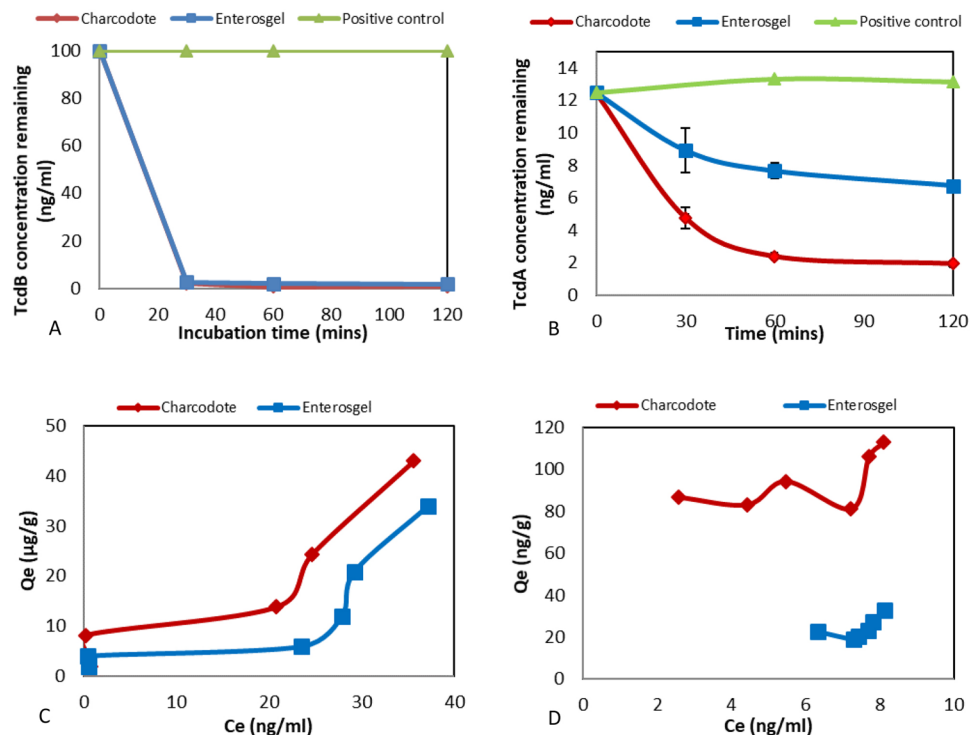 Charcodote Enterosgel Positive control
TcdB concentration remaining
(ng/ml)
100
80
60
40
20
0
0 20 40 60 80 100 120
Incubation time (mins)
A
Charcodote Enterosgel Positive control
TcdA concentration remaining
(ng/ml)
14
12
10
8
6
4
2
0
0 30 60 90 120
Time (mins)
B
Charcodote Enterosgel
Qe (µg/g)
50
40
30
20
10
0
0 10 20 30 40
Ce (ng/ml)
C
Charcodote Enterosgel
Qe (ng/g)
120
100
80
60
40
20
0
0 2 4 6 8 10
Ce (ng/ml)
D